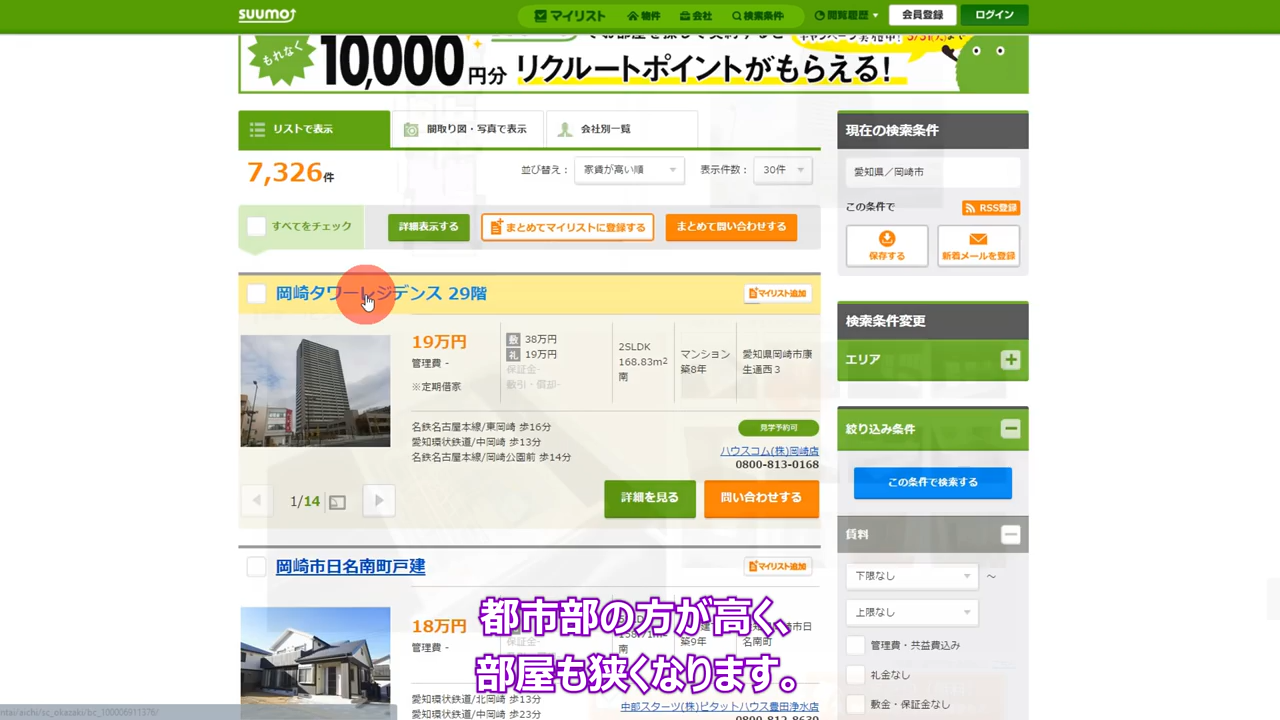 suumo
マイリスト
物件
会社
検索条件
閲覧履歴
会員登録
ログイン
もれなく
10,000円分
リクルートポイントがもらえる!
リストで表示
間取り図・写真で表示
会社別一覧
7,326件
並び替え：
家賃が高い順
表示件数：
30件
すべてをチェック
詳細表示する
まとめてマイリストに登録する
まとめて問い合わせする
岡崎タワーレジデンス 29階
マイリスト追加
19万円
管理費 -
※定期借家
敷 38万円
礼 19万円
保証金-
敷引・償却-
2SLDK
168.83m2
南
マンション
築8年
愛知県岡崎市康
生通西３
名鉄名古屋本線/東岡崎 歩16分
愛知環状鉄道/中岡崎 歩13分
名鉄名古屋本線/岡崎公園前 歩14分
見学予約可
ハウスコム(株)岡崎店
0800-813-0168
1/14
詳細を見る
問い合わせする
岡崎市日名南町戸建
マイリスト追加
18万円
管理費 -
保証金-
南
築9年
名南町
愛知環状鉄道/北岡崎 歩13分
愛知環状鉄道/中岡崎 歩23分
中部スターツ(株)ピタットハウス豊田浄水店
0800-812-8639
都市部の方が高く、
部屋も狭くなります。
現在の検索条件
愛知県／岡崎市
この条件で
RSS登録
保存する
新着メールを登録
検索条件変更
エリア
絞り込み条件
この条件で検索する
賃料
下限なし
～
上限なし
管理費・共益費込み
礼金なし
敷金・保証金なし
ntai/aichi/sc_okazaki/bc_100006911376/